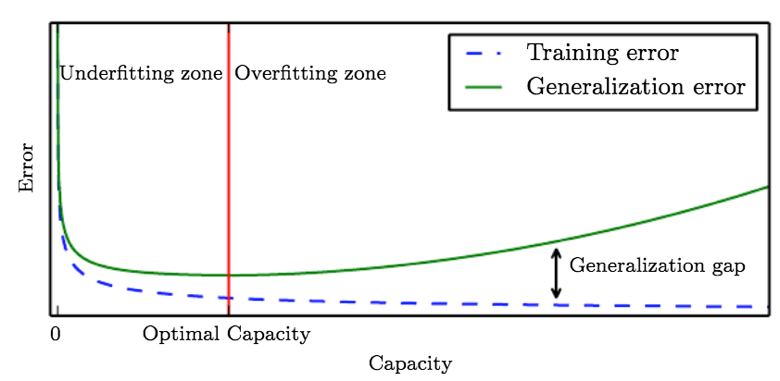 Training error
Generalization error
Underfitting zone
Overfitting zone
Error
Generalization gap
0
Optimal Capacity
Capacity